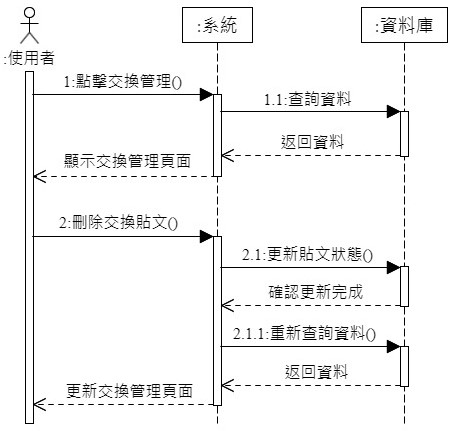 :系統
:資料庫
:使用者
1:點擊交換管理()
1.1:查詢資料
返回資料
顯示交換管理頁面
2:刪除交換貼文()
2.1:更新貼文狀態()
確認更新完成
2.1.1:重新查詢資料()
返回資料
更新交換管理頁面